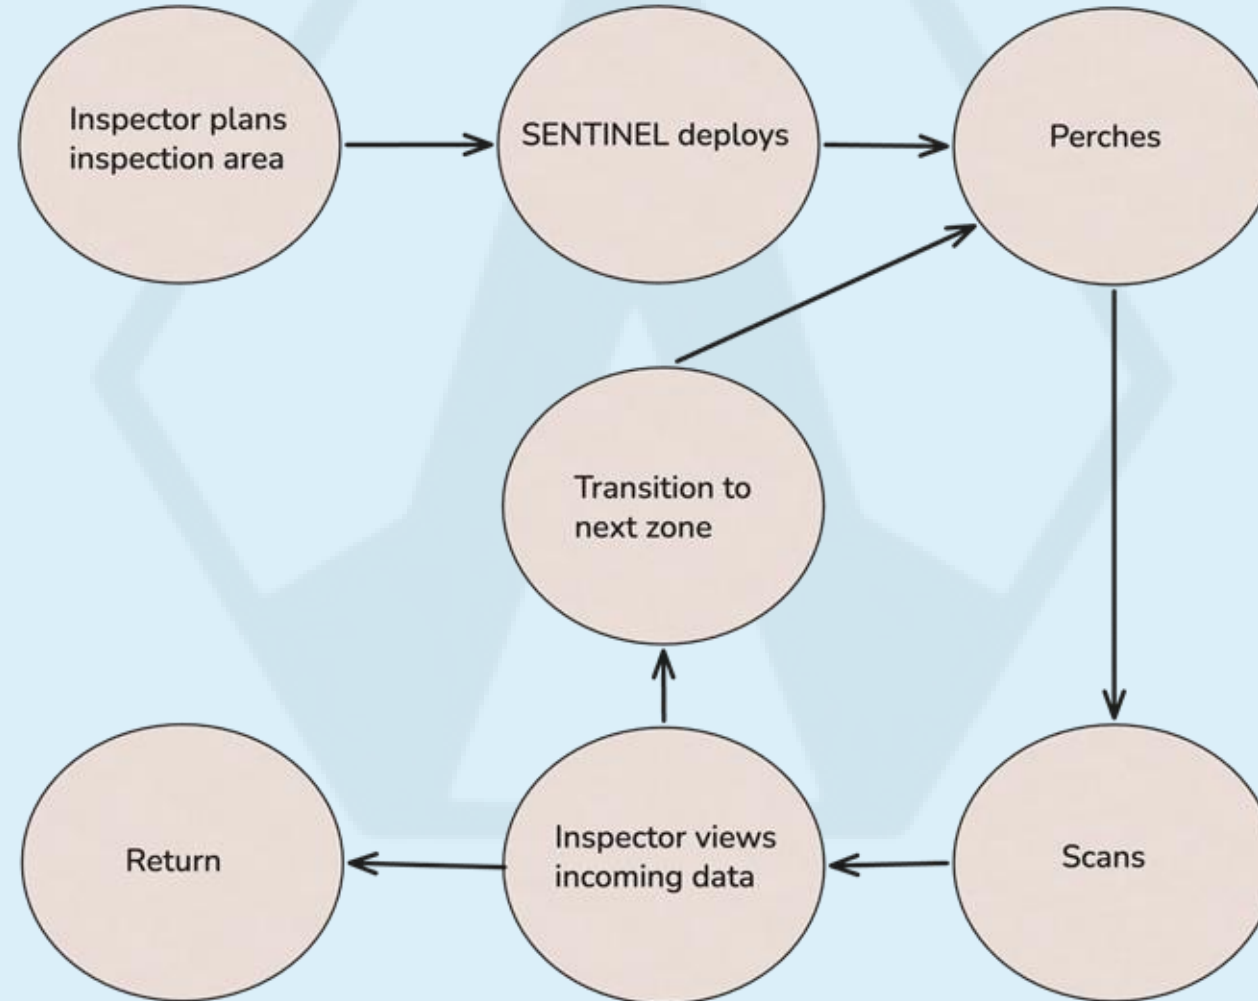 Inspector plans
inspection area
SENTINEL deploys
Perches
Transition to
next zone
Return
Inspector views
incoming data
Scans